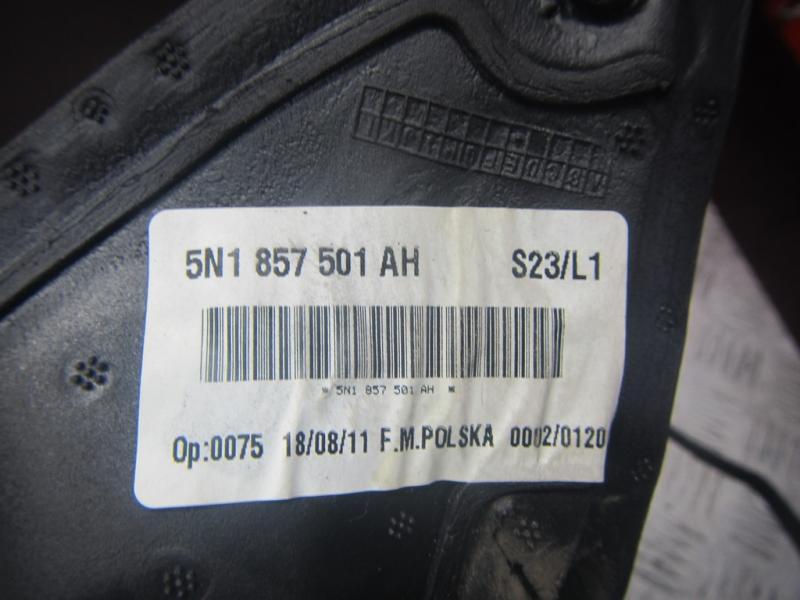 5N1 857 501 AH S23/L1
* 5N1 857 501 AH *
Op:0075 18/08/11 F.M.POLSKA 0002/0120